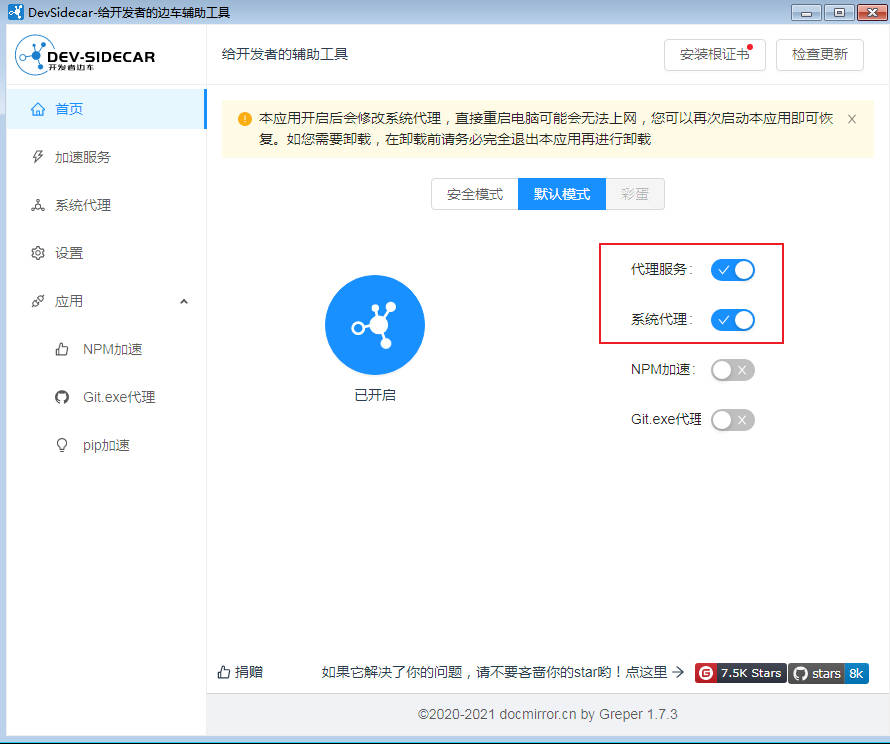 DevSidecar-给开发者的边车辅助工具
DEV-SIDECAR
开发者边车
给开发者的辅助工具
安装根证书
检查更新
首页
加速服务
系统代理
设置
应用
NPM加速
Git.exe代理
pip加速
本应用开启后会修改系统代理，直接重启电脑可能会无法上网，您可以再次启动本应用即可恢
复。如您需要卸载，在卸载前请务必完全退出本应用再进行卸载
安全模式
默认模式
彩蛋
已开启
代理服务：
系统代理：
NPM加速：
Git.exe代理
捐赠
如果它解决了你的问题，请不要吝啬你的star哟！点这里
G 7.5K Stars
stars 8k
©2020-2021 docmirror.cn by Greper 1.7.3